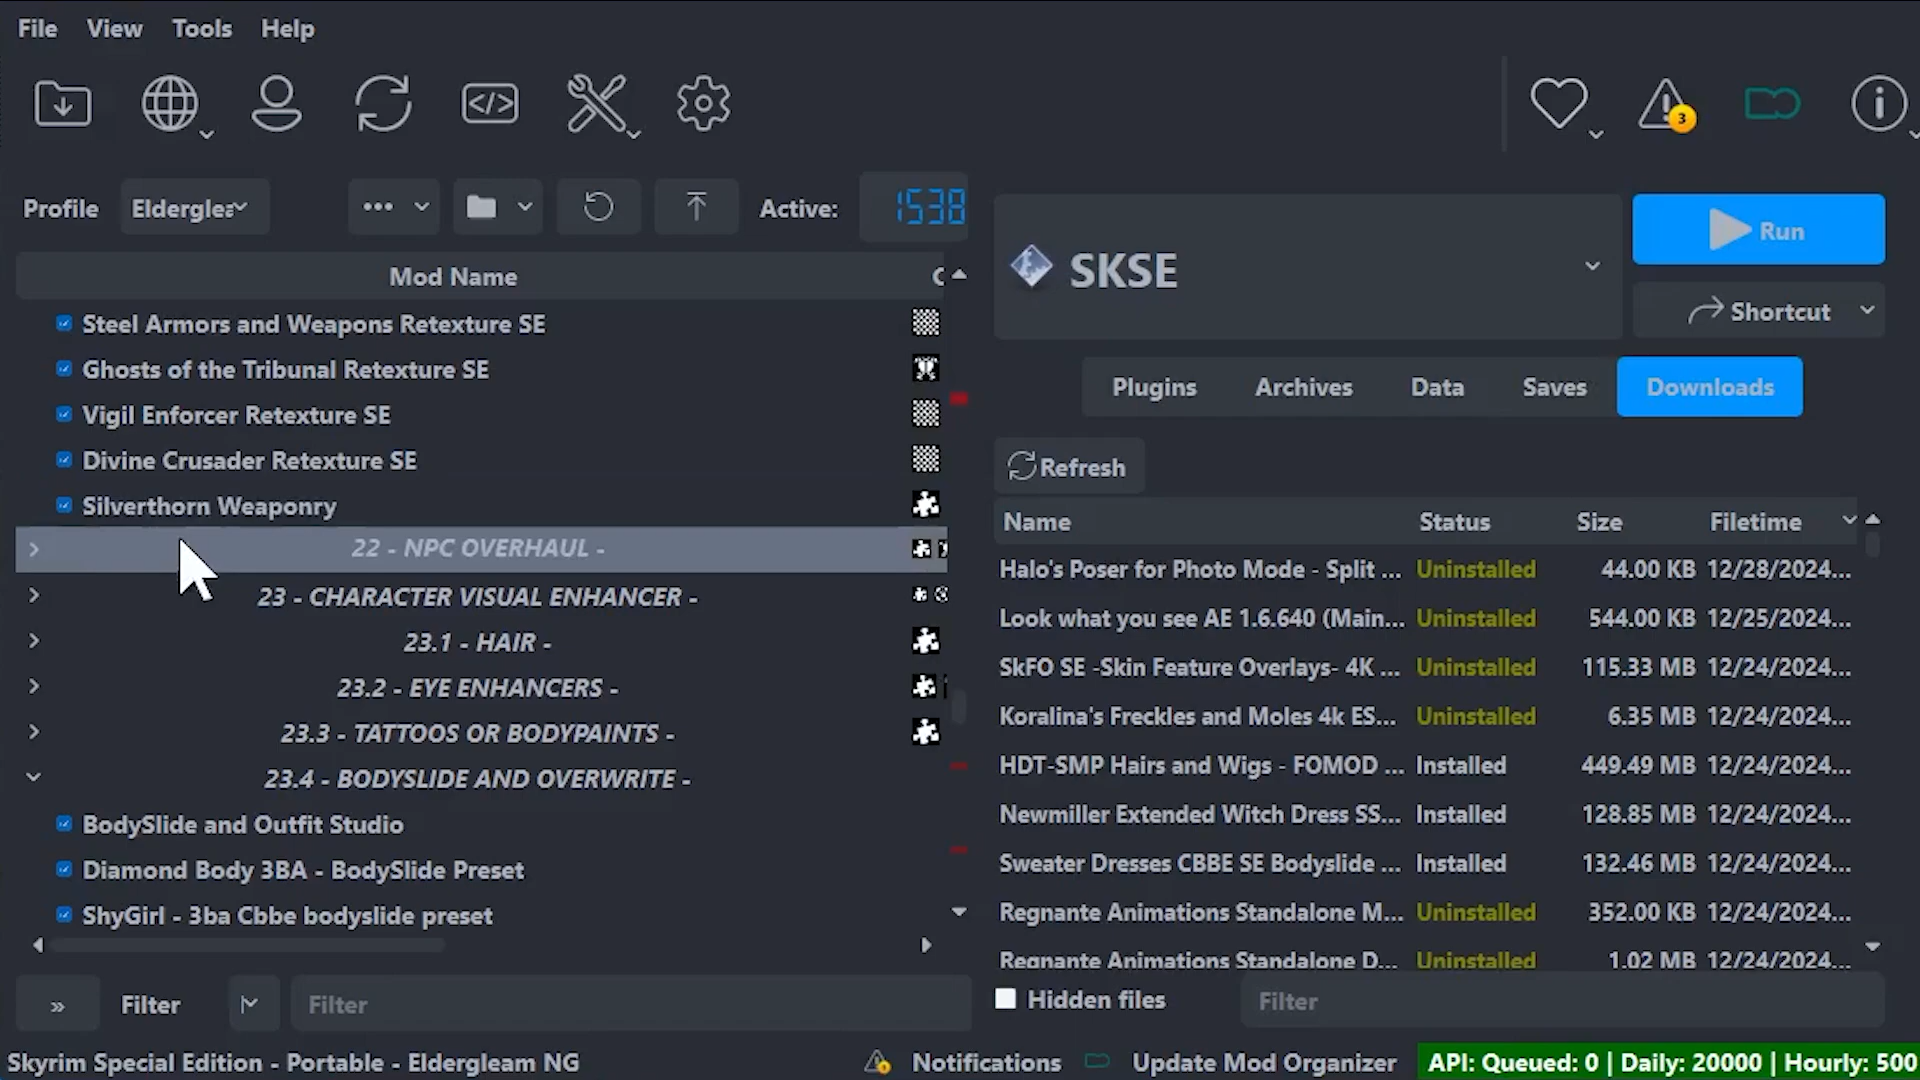 File View Tools Help
3
Profile
Active: 1538
Mod Name
Steel Armors and Weapons Retexture SE
Ghosts of the Tribunal Retexture SE
Vigil Enforcer Retexture SE
Divine Crusader Retexture SE
Silverthorn Weaponry
22 - NPC OVERHAUL -
23 - CHARACTER VISUAL ENHANCER -
23.1 - HAIR -
23.2 - EYE ENHANCERS -
23.3 - TATTOOS OR BODYPAINTS -
23.4 - BODYSLIDE AND OVERWRITE -
BodySlide and Outfit Studio
Diamond Body 3BA - BodySlide Preset
ShyGirl - 3ba Cbbe bodyslide preset
» Filter Filter
SKSE
Run
Shortcut
Plugins Archives Data Saves Downloads
Refresh
Name Status Size Filetime
Halo's Poser for Photo Mode - Split ... Uninstalled 44.00 KB 12/28/2024...
Look what you see AE 1.6.640 (Main... Uninstalled 544.00 KB 12/25/2024...
SkFO SE -Skin Feature Overlays- 4K ... Uninstalled 115.33 MB 12/24/2024...
Koralina's Freckles and Moles 4k ES... Uninstalled 6.35 MB 12/24/2024...
HDT-SMP Hairs and Wigs - FOMOD ... Installed 449.49 MB 12/24/2024...
Newmiller Extended Witch Dress SS... Installed 128.85 MB 12/24/2024...
Sweater Dresses CBBE SE Bodyslide ... Installed 132.46 MB 12/24/2024...
Regnante Animations Standalone M... Uninstalled 352.00 KB 12/24/2024...
Regnante Animations Standalone D... Uninstalled 1.02 MB 12/24/2024...
Hidden files Filter
Skyrim Special Edition - Portable - Eldergleam NG Notifications Update Mod Organizer API: Queued: 0 | Daily: 20000 | Hourly: 500